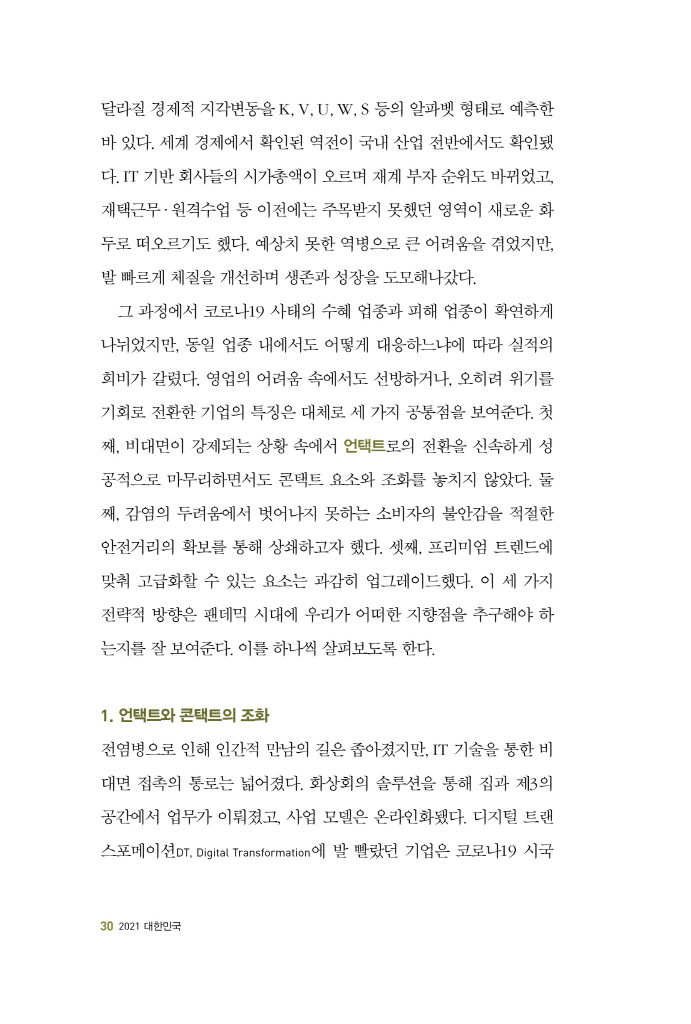 달라질 경제적 지각변동을 K, V, U, W, S 등의 알파벳 형태로 예측한
바 있다. 세계 경제에서 확인된 역전이 국내 산업 전반에서도 확인됐
다. IT 기반 회사들의 시가총액이 오르며 재계 부자 순위도 바뀌었고,
재택근무·원격수업 등 이전에는 주목받지 못했던 영역이 새로운 화
두로 떠오르기도 했다. 예상치 못한 역병으로 큰 어려움을 겪었지만,
발 빠르게 체질을 개선하며 생존과 성장을 도모해나갔다.
그 과정에서 코로나19 사태의 수혜 업종과 피해 업종이 확연하게
나뉘었지만, 동일 업종 내에서도 어떻게 대응하느냐에 따라 실적의
희비가 갈렸다. 영업의 어려움 속에서도 선방하거나, 오히려 위기를
기회로 전환한 기업의 특징은 대체로 세 가지 공통점을 보여준다. 첫
째, 비대면이 강제되는 상황 속에서 언택트로의 전환을 신속하게 성
공적으로 마무리하면서도 콘택트 요소와 조화를 놓치지 않았다. 둘
째, 감염의 두려움에서 벗어나지 못하는 소비자의 불안감을 적절한
안전거리의 확보를 통해 상쇄하고자 했다. 셋째, 프리미엄 트렌드에
맞춰 고급화할 수 있는 요소는 과감히 업그레이드했다. 이 세 가지
전략적 방향은 팬데믹 시대에 우리가 어떠한 지향점을 추구해야 하
는지를 잘 보여준다. 이를 하나씩 살펴보도록 한다.
1. 언택트와 콘택트의 조화
전염병으로 인해 인간적 만남의 길은 좁아졌지만, IT 기술을 통한 비
대면 접촉의 통로는 넓어졌다. 화상회의 솔루션을 통해 집과 제3의
공간에서 업무가 이뤄졌고, 사업 모델은 온라인화됐다. 디지털 트랜
스포메이션DT, Digital Transformation에 발 빨랐던 기업은 코로나19 시국
30 2021 대한민국